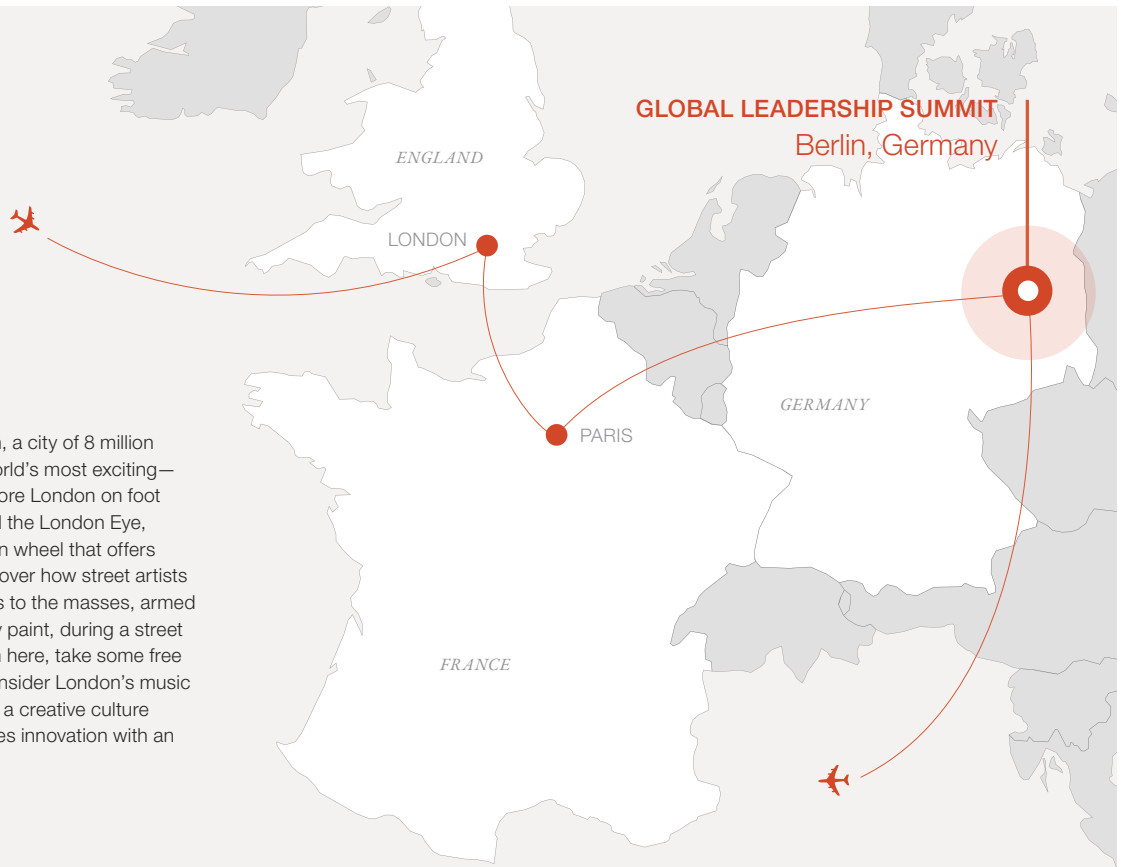 GLOBAL LEADERSHIP SUMMIT
Berlin, Germany
ENGLAND
LONDON
GERMANY
PARIS
FRANCE
, a city of 8 million
orld’s most exciting—
ore London on foot
the London Eye,
n wheel that offers
over how street artists
s to the masses, armed
paint, during a street
here, take some free
nsider London’s music
a creative culture
es innovation with an